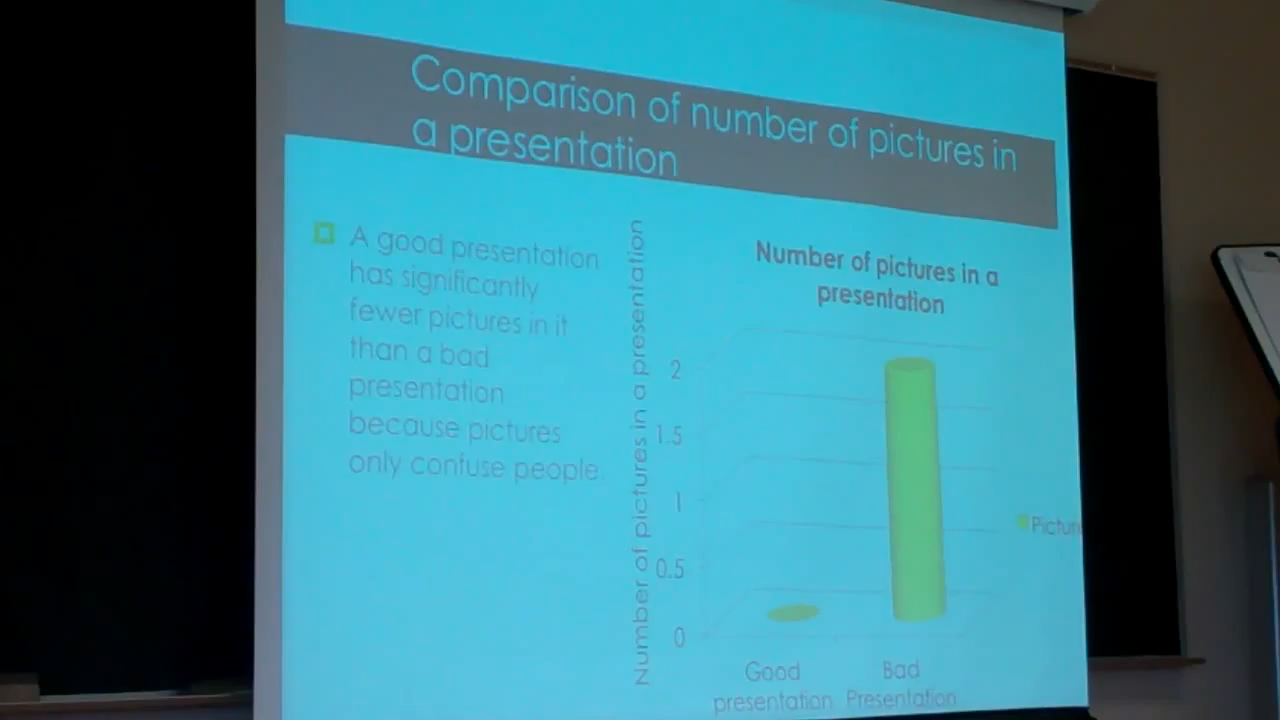 Comparison of number of pictures in
a presentation
A good presentation
has significantly
fewer pictures in it
than a bad
presentation
because pictures
only confuse people.
Number of pictures in a presentation
Number of pictures in a
presentation
2
1.5
1
0.5
0
Good
presentation
Bad
Presentation